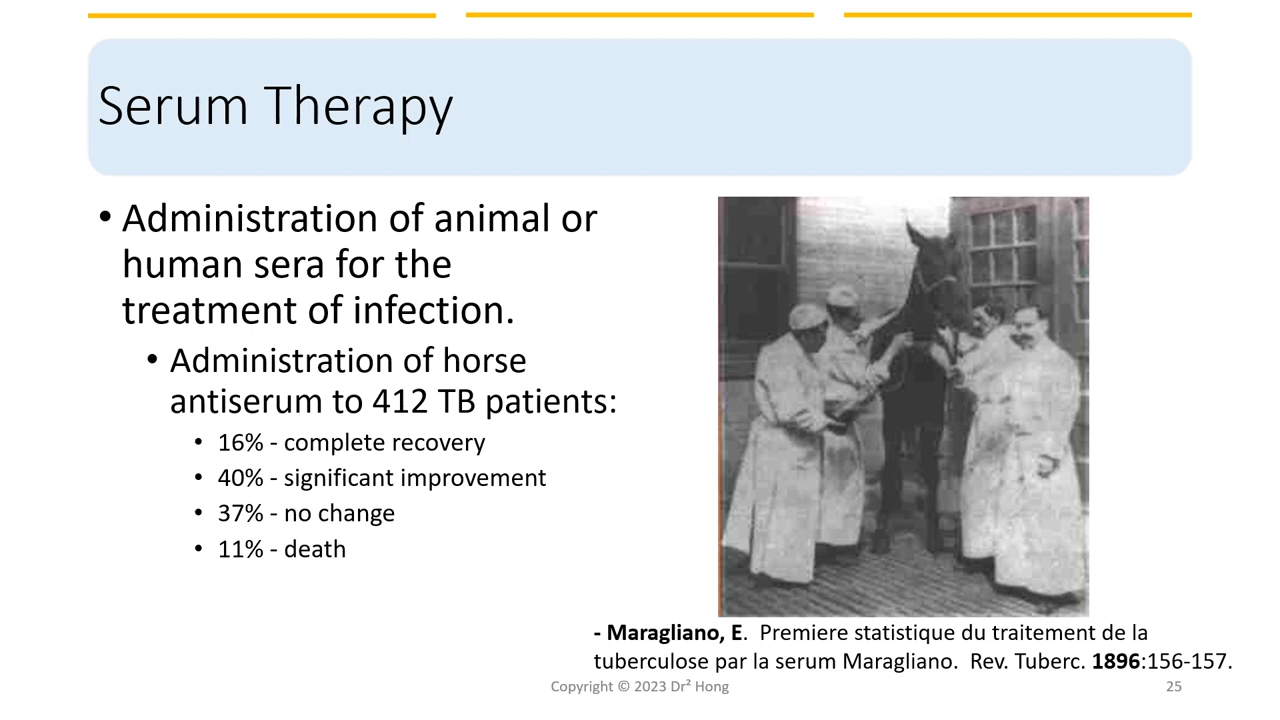 Serum Therapy
• Administration of animal or
human sera for the
treatment of infection.
• Administration of horse
antiserum to 412 TB patients:
• 16% - complete recovery
• 40% - significant improvement
• 37% - no change
• 11% - death
- Maragliano, E.  Premiere statistique du traitement de la
tuberculose par la serum Maragliano.  Rev. Tuberc. 1896:156-157.
Copyright © 2023 Dr² Hong
25